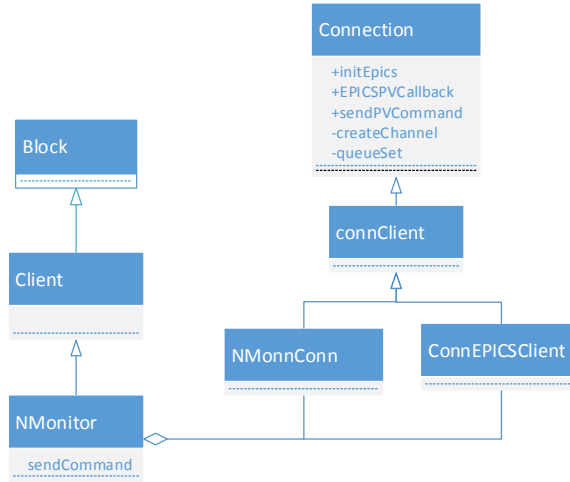 Connection
+initEpics
+EPICSPVCallback
+sendPVCommand
-createChannel
-queueSet
Block
connClient
Client
NMonnConn
ConnEPICSClient
NMonitor
sendCommand